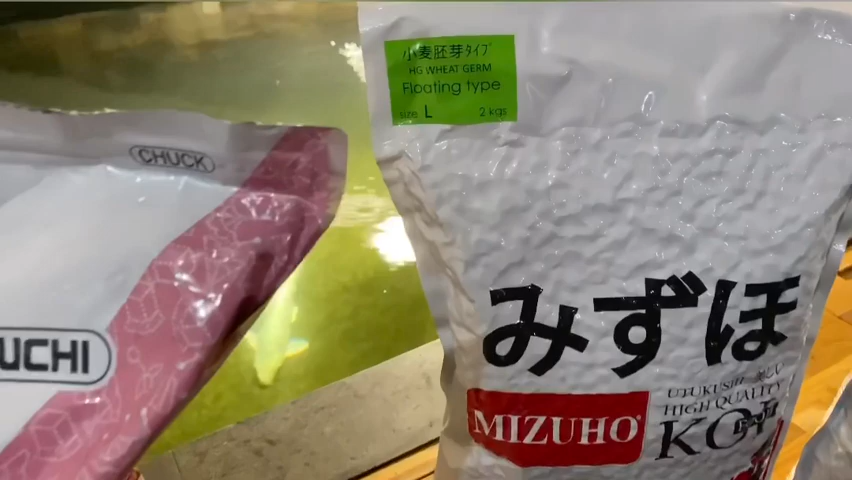 CHUCK
UCHI
小麦胚芽ﾀｲﾌﾟ
HG WHEAT GERM
Floating type
size L 2 kgs
みずほ
MIZUHO
UTUKUSHI
HIGH QUALITY
KOI